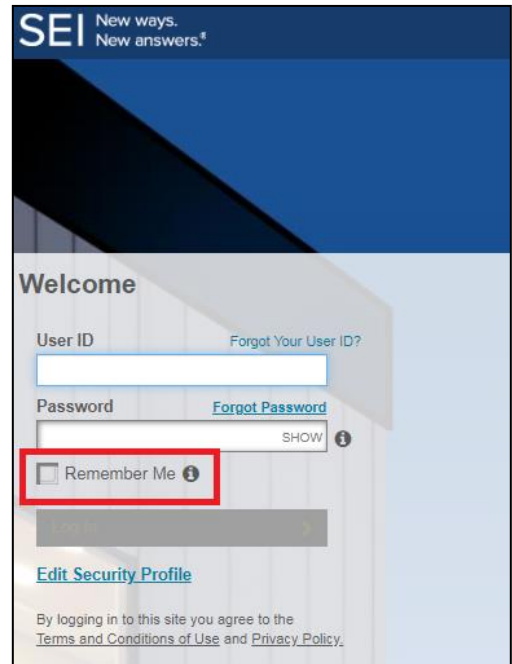 SEI New ways.
New answers.®
Welcome
User ID Forgot Your User ID?
Password Forgot Password
SHOW
Remember Me
Log In
Edit Security Profile
By logging in to this site you agree to the
Terms and Conditions of Use and Privacy Policy.